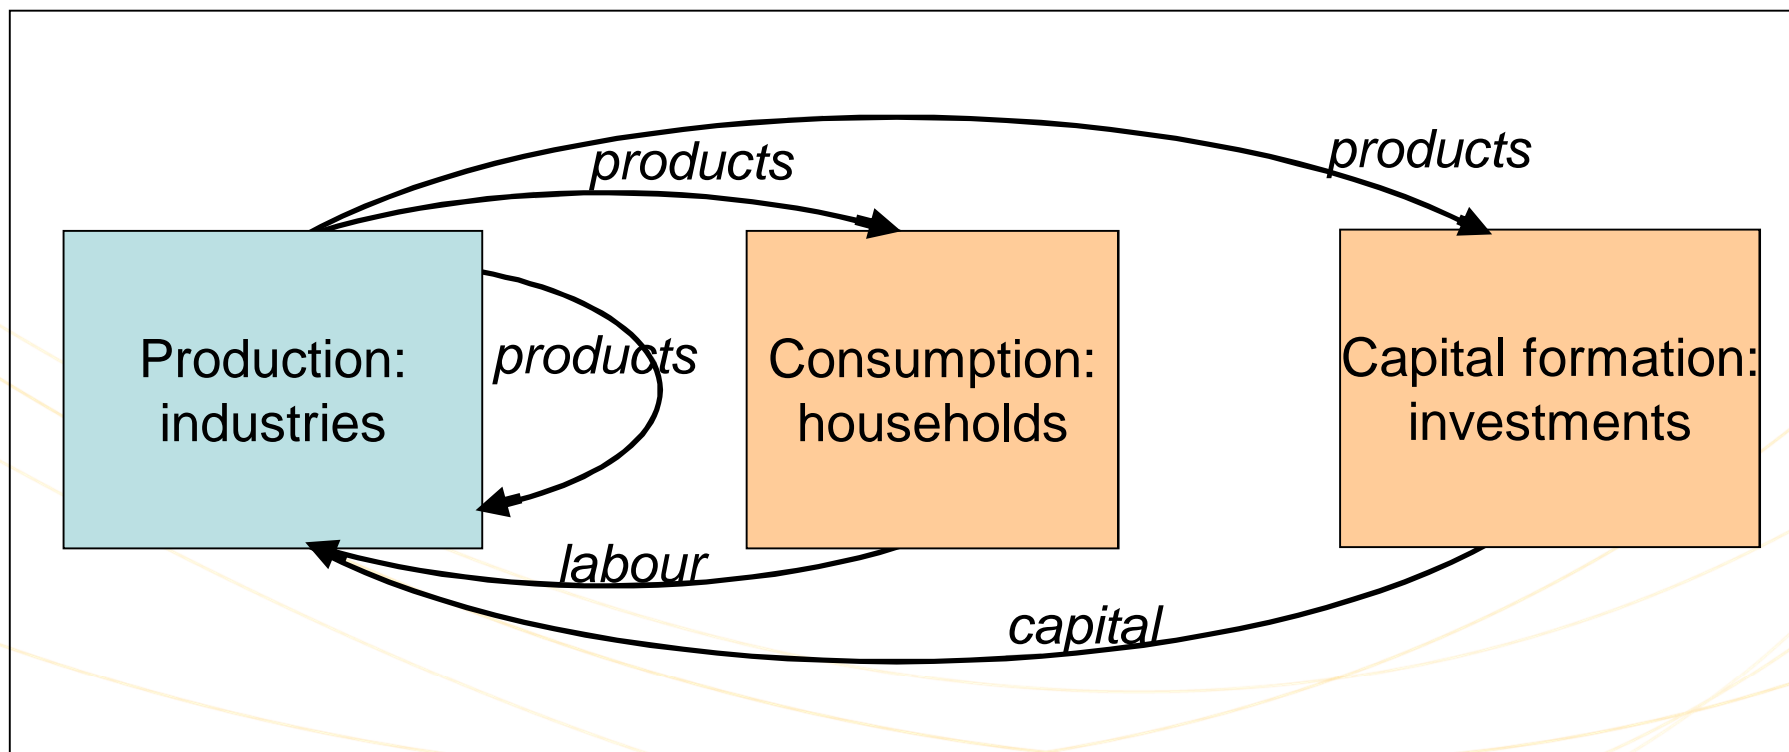 products
products
Production:
industries
products
Consumption:
households
Capital formation:
investments
labour
capital